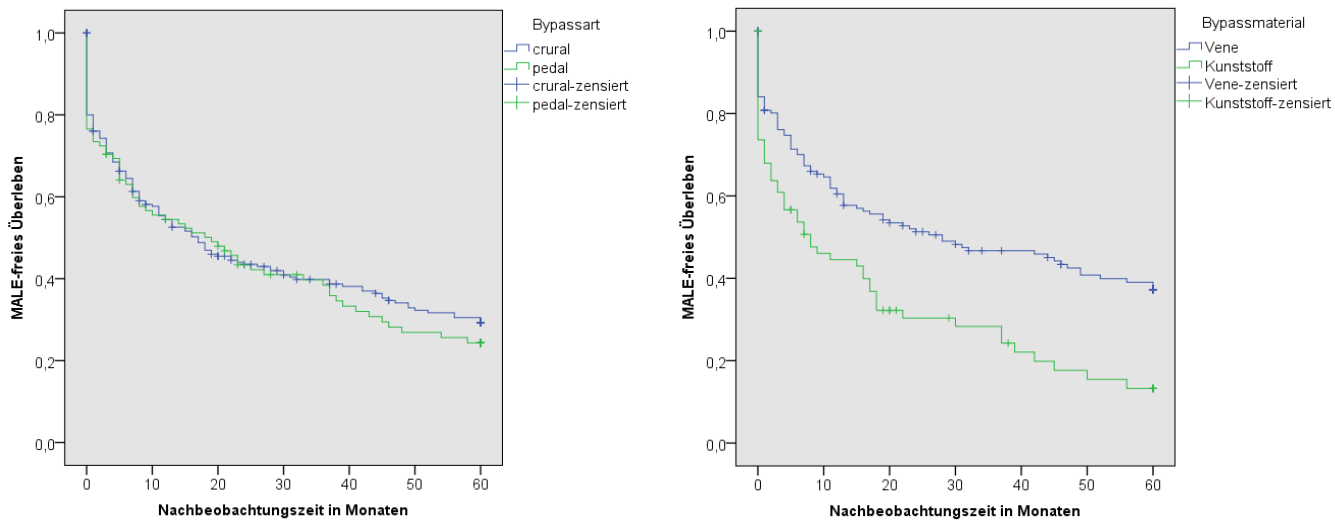 Bypassart
crural
pedal
crural-zensiert
pedal-zensiert
MALE-freies Überleben
1,0
0,8
0,6
0,4
0,2
0,0
0 10 20 30 40 50 60
Nachbeobachtungszeit in Monaten
Bypassmaterial
Vene
Kunststoff
Vene-zensiert
Kunststoff-zensiert
MALE-freies Überleben
1,0
0,8
0,6
0,4
0,2
0,0
0 10 20 30 40 50 60
Nachbeobachtungszeit in Monaten